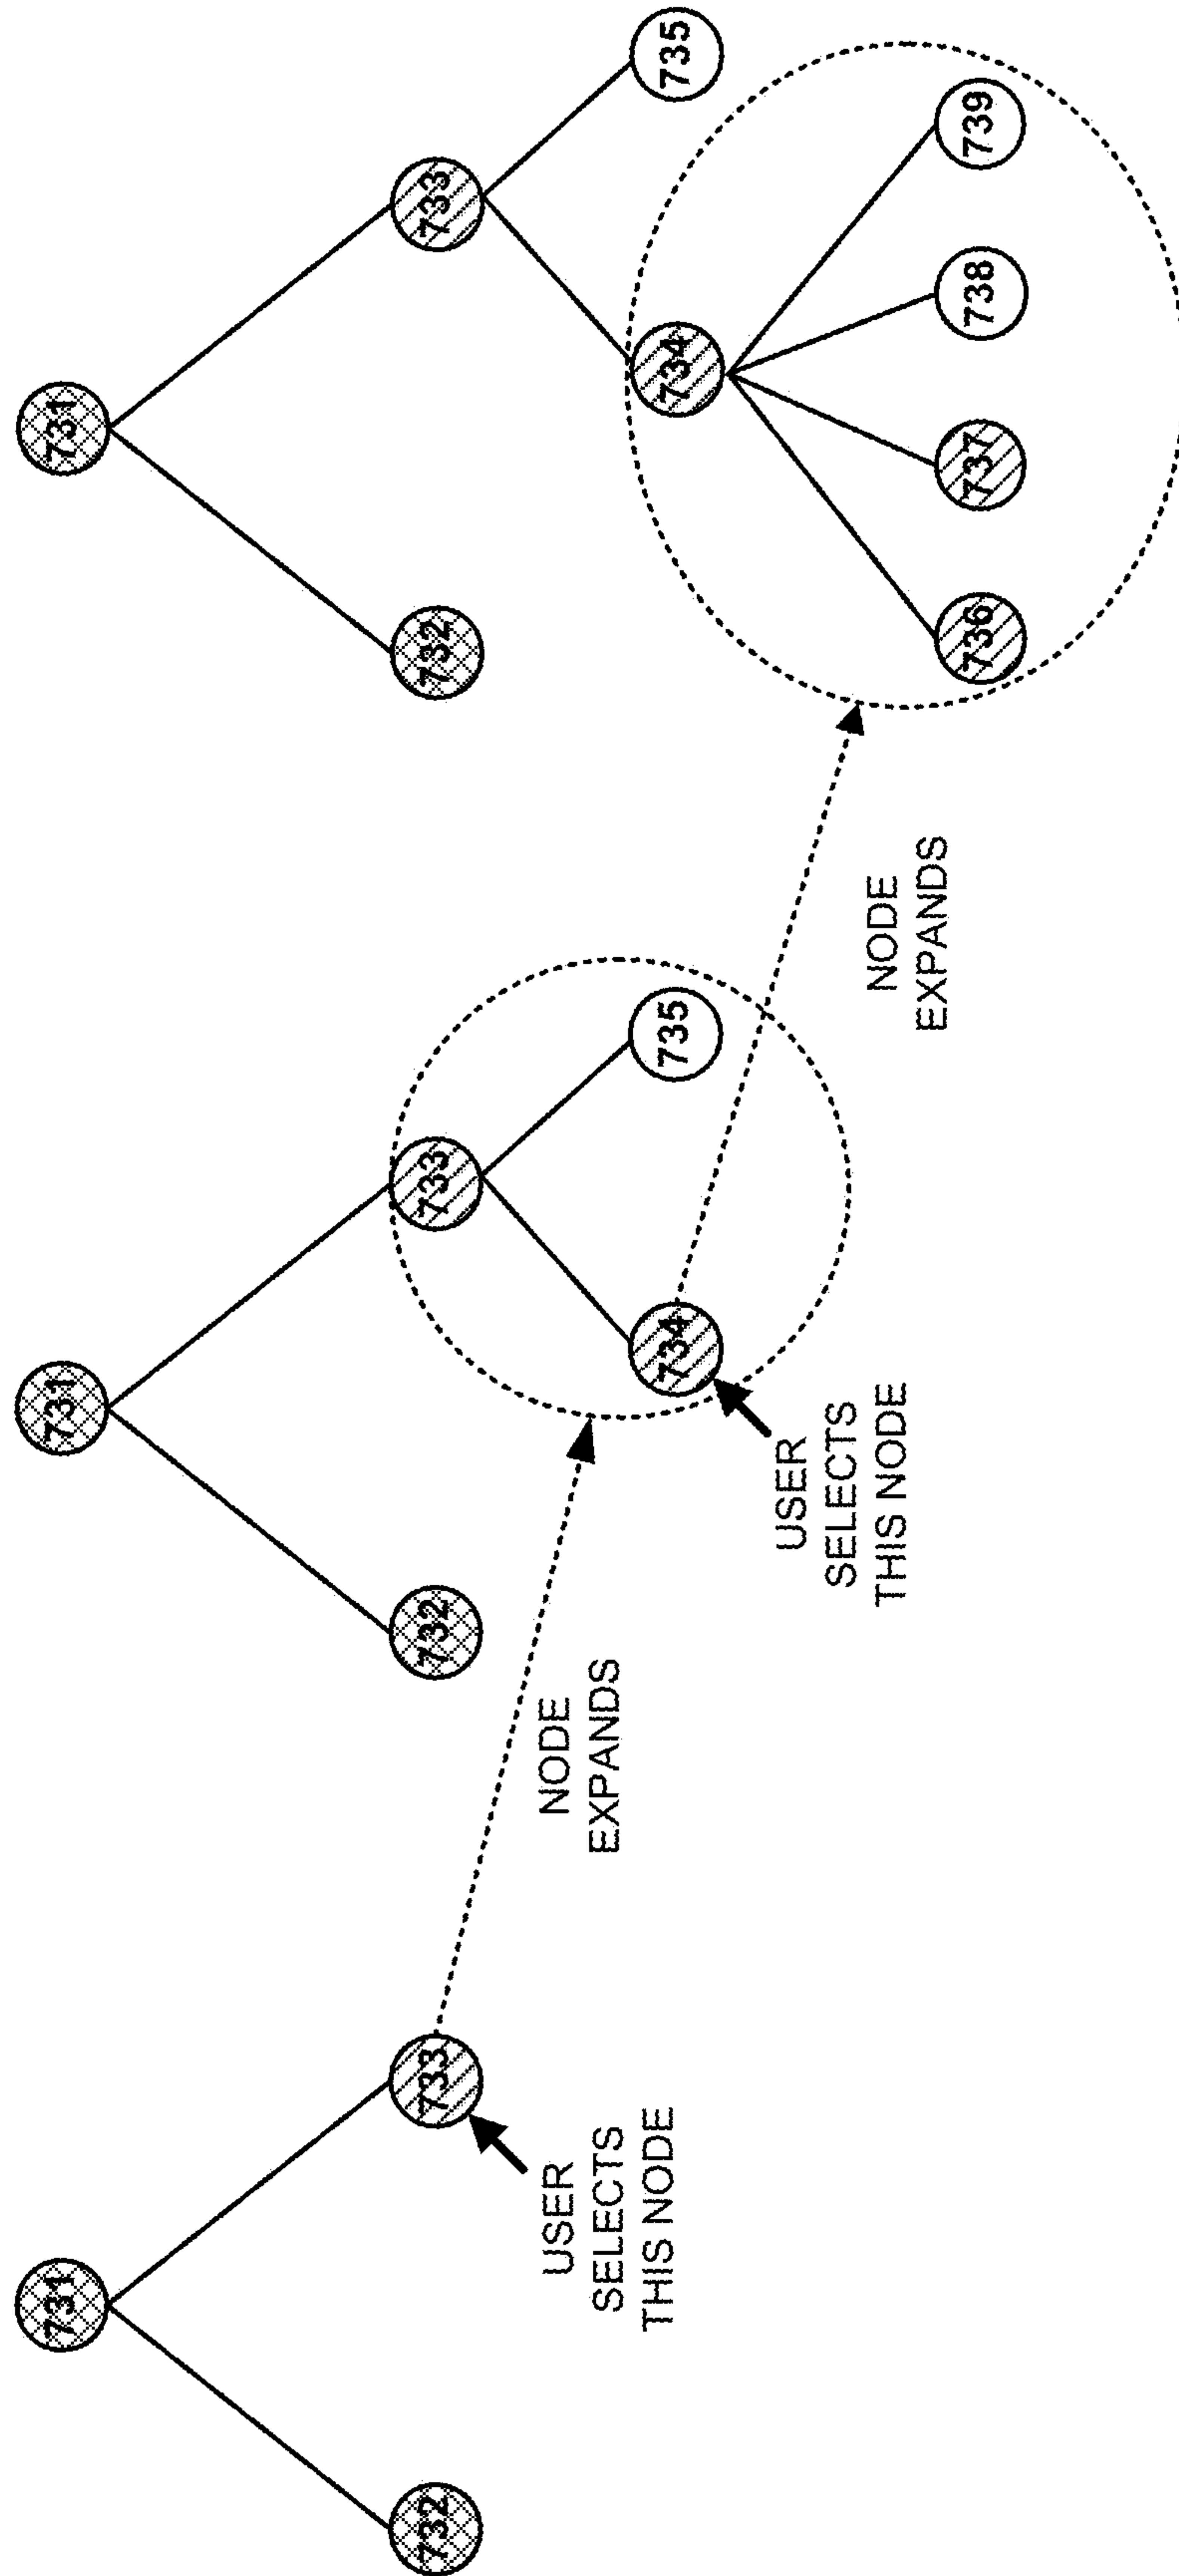 731
732
733
USER
SELECTS
THIS NODE
NODE
EXPANDS
731
732
733
734
735
USER
SELECTS
THIS NODE
NODE
EXPANDS
731
732
733
734
735
736
737
738
739